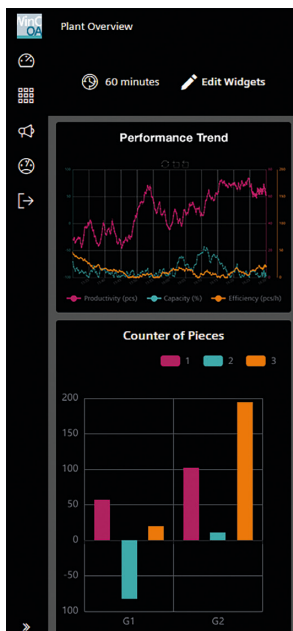 WinC
OA
Plant Overview
60 minutes
Edit Widgets
Performance Trend
Productivity (pcs)
Capacity (%)
Efficiency (pcs/h)
Counter of Pieces
1
2
3
200
150
100
50
0
-50
100
G1
G2